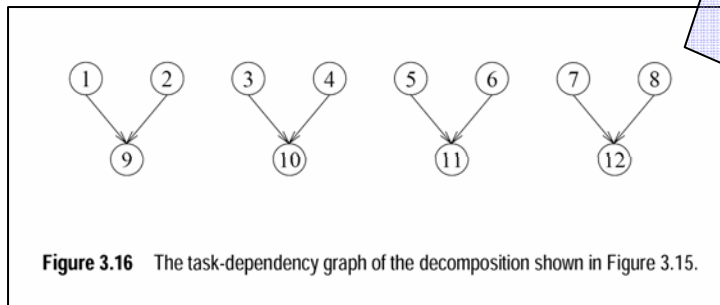 1 2 3 4 5 6 7 8
9 10 11 12
Figure 3.16 The task-dependency graph of the decomposition shown in Figure 3.15.